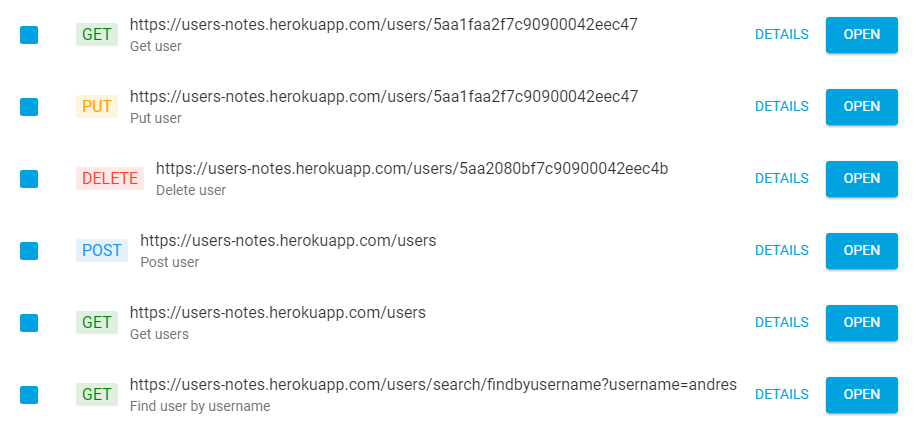 GET https://users-notes.herokuapp.com/users/5aa1faa2f7c90900042eec47 DETAILS OPEN
Get user
PUT https://users-notes.herokuapp.com/users/5aa1faa2f7c90900042eec47 DETAILS OPEN
Put user
DELETE https://users-notes.herokuapp.com/users/5aa2080bf7c90900042eec4b DETAILS OPEN
Delete user
POST https://users-notes.herokuapp.com/users DETAILS OPEN
Post user
GET https://users-notes.herokuapp.com/users DETAILS OPEN
Get users
GET https://users-notes.herokuapp.com/users/search/findbyusername?username=andres DETAILS OPEN
Find user by username